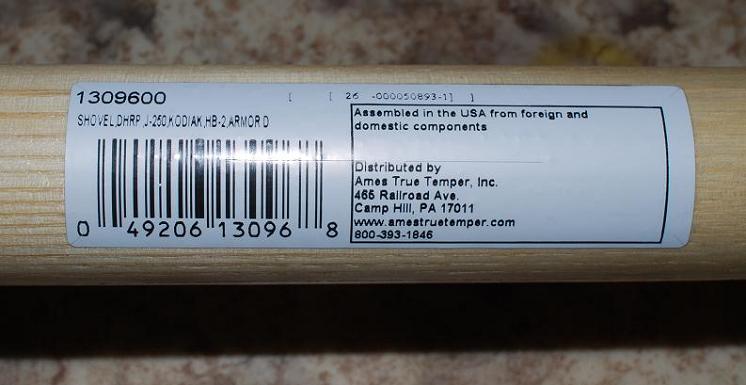 1309600
[ [ 26 -000050893-1] ]
SHOVEL,DHRP,J-250,KODIAK,HB-2,ARMOR D
0 49206 13096 8
Assembled in the USA from foreign and
domestic components
Distributed by
Ames True Temper, Inc.
465 Railroad Ave.
Camp Hill, PA 17011
www.amestruetemper.com
800-393-1846